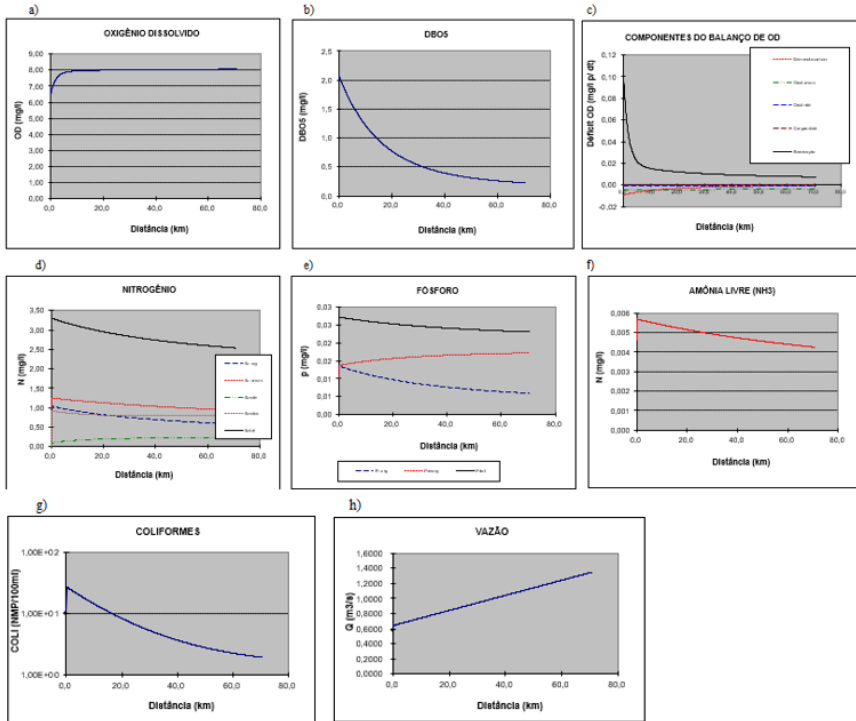 a)
OXIGÊNIO DISSOLVIDO
OD (mg/l)
9,00
8,00
7,00
6,00
5,00
4,00
3,00
2,00
1,00
0,00
0,0 20,0 40,0 60,0 80,0
Distância (km)
b)
DBO5
DBO5 (mg/l)
2,5
2,0
1,5
1,0
0,5
0,0
0,0 20,0 40,0 60,0 80,0
Distância (km)
c)
COMPONENTES DO BALANÇO DE OD
Déficit OD (mg/l p/ dt)
0,12
0,10
0,08
0,06
0,04
0,02
0,00
-0,02
80,0
Distância (km)
d)
NITROGÊNIO
N (mg/l)
3,50
3,00
2,50
2,00
1,50
1,00
0,50
0,00
0,0 20,0 40,0 60,0 80,0
Distância (km)
e)
FÓSFORO
p (mg/l)
0,03
0,03
0,02
0,02
0,01
0,01
0,00
0,0 20,0 40,0 60,0 80,0
Distância (km)
f)
AMÔNIA LIVRE (NH3)
N (mg/l)
0,006
0,005
0,004
0,003
0,002
0,001
0,000
0,0 20,0 40,0 60,0 80,0
Distância (km)
g)
COLIFORMES
COLI (NMP/100ml)
1,00E+02
1,00E+01
1,00E+00
0,0 20,0 40,0 60,0 80,0
Distância (km)
h)
VAZÃO
Q (m3/s)
1,6000
1,4000
1,2000
1,0000
0,8000
0,6000
0,4000
0,2000
0,0000
0,0 20,0 40,0 60,0 80,0
Distância (km)